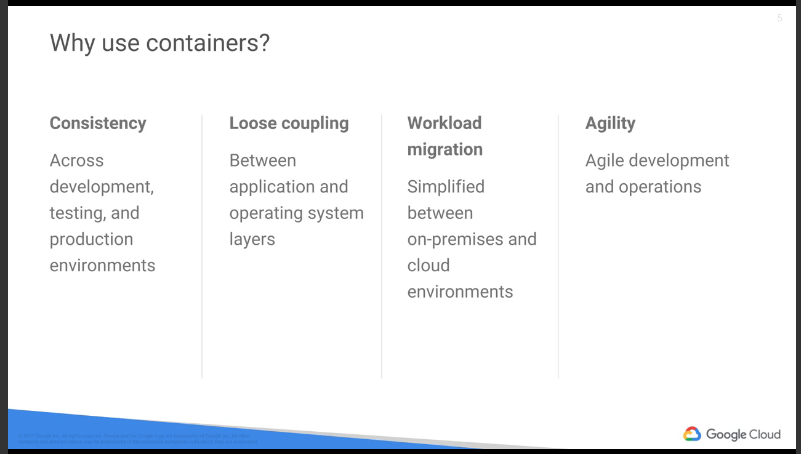 5
Why use containers?
Consistency
Across
development,
testing, and
production
environments
Loose coupling
Between
application and
operating system
layers
Workload
migration
Simplified
between
on-premises and
cloud
environments
Agility
Agile development
and operations
Google Cloud